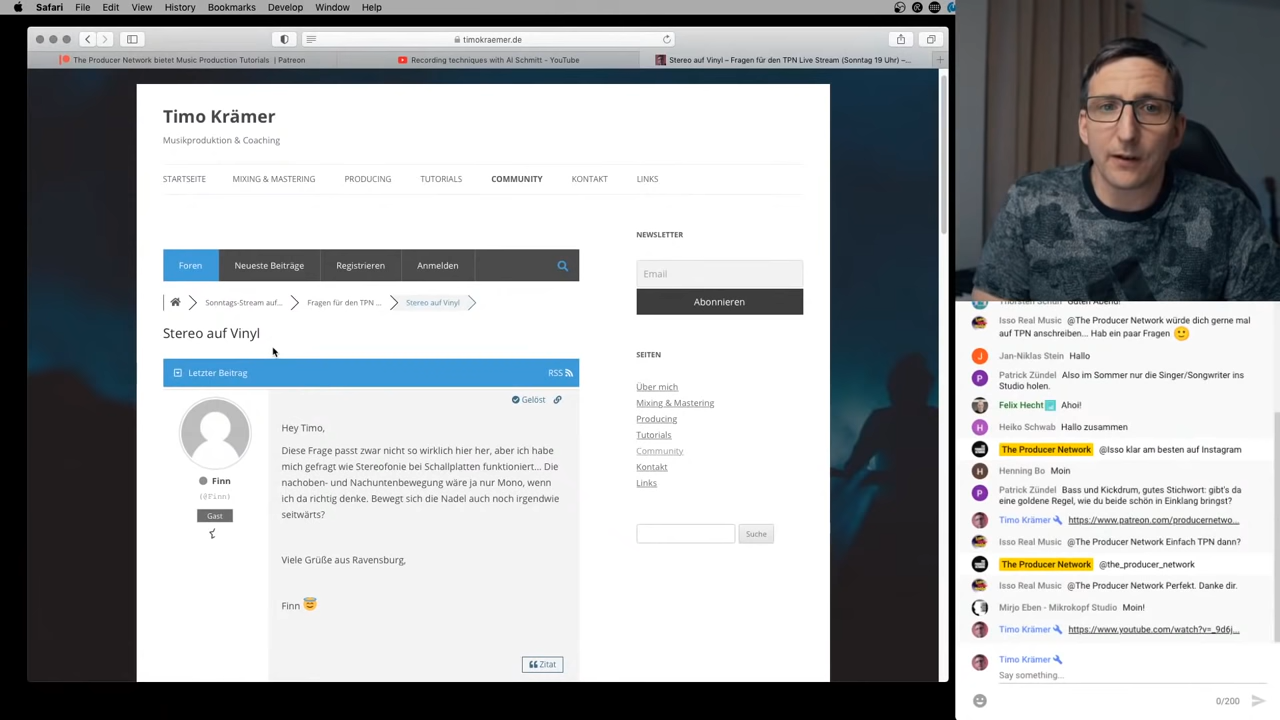 Safari File Edit View History Bookmarks Develop Window Help
timokraemer.de
The Producer Network bietet Music Production Tutorials | Patreon
Recording techniques with Al Schmitt - YouTube
Stereo auf Vinyl – Fragen für den TPN Live Stream (Sonntag 19 Uhr) –...
Timo Krämer
Musikproduktion & Coaching
STARTSEITE MIXING & MASTERING PRODUCING TUTORIALS COMMUNITY KONTAKT LINKS
Foren Neueste Beiträge Registrieren Anmelden
Sonntags-Stream auf... Fragen für den TPN ... Stereo auf Vinyl
Stereo auf Vinyl
Letzter Beitrag RSS
Gelöst
Finn
(@Finn)
Gast
Hey Timo,
Diese Frage passt zwar nicht so wirklich hier her, aber ich habe
mich gefragt wie Stereofonie bei Schallplatten funktioniert... Die
nachoben- und Nachuntenbewegung wäre ja nur Mono, wenn
ich da richtig denke. Bewegt sich die Nadel auch noch irgendwie
seitwärts?
Viele Grüße aus Ravensburg,
Finn
Zitat
NEWSLETTER
Email
Abonnieren
SEITEN
Über mich
Mixing & Mastering
Producing
Tutorials
Community
Kontakt
Links
Suche
Isso Real Music @The Producer Network würde dich gerne mal
auf TPN anschreiben... Hab ein paar Fragen
Jan-Niklas Stein Hallo
Patrick Zündel Also im Sommer nur die Singer/Songwriter ins
Studio holen.
Felix Hecht Ahoi!
Heiko Schwab Hallo zusammen
The Producer Network @Isso klar am besten auf Instagram
Henning Bo Moin
Patrick Zündel Bass und Kickdrum, gutes Stichwort: gibt's da
eine goldene Regel, wie du beide schön in Einklang bringst?
Timo Krämer https://www.patreon.com/producernetwo...
Isso Real Music @The Producer Network Einfach TPN dann?
The Producer Network @the_producer_network
Isso Real Music @The Producer Network Perfekt. Danke dir.
Mirjo Eben - Mikrokopf Studio Moin!
Timo Krämer https://www.youtube.com/watch?v=_9d6j...
Timo Krämer
Say something...
0/200